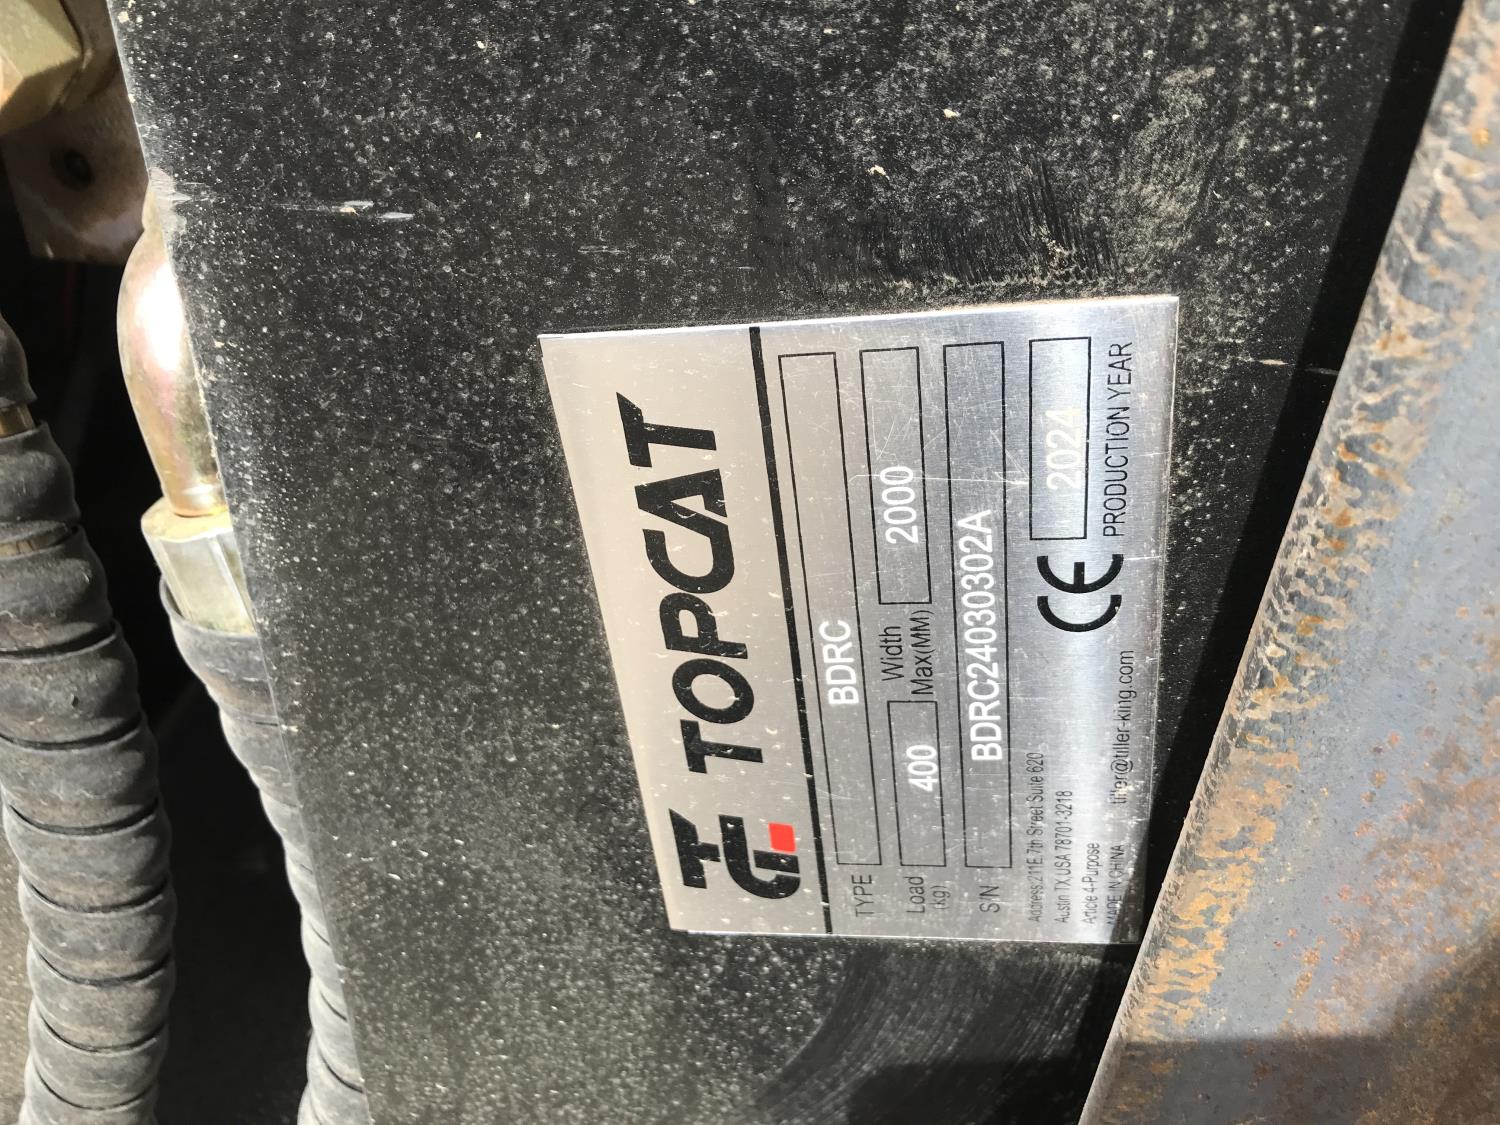 TOPCAT
TYPE BDRC
Load (kg) 400 Width Max(MM) 2000
S/N BDRC24030302A
Address:211 E.7th Street Suite 620
Austin TX,USA 78701-3218
Article 4-Purpose
MADE IN CHINA tiller@tiller-king.com
CE 2024
PRODUCTION YEAR